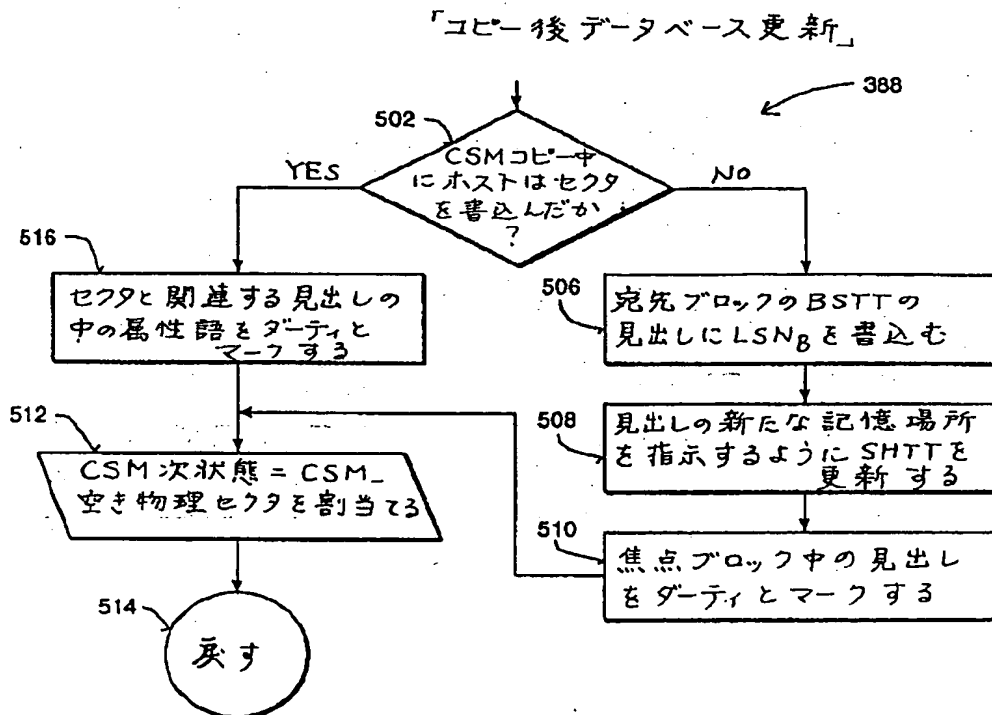 「コピー後データベース更新」
388
502
CSMコピー中
にホストはセクタ
を書込んだか
?
YES
NO
516
セクタと関連する見出しの
中の属性語をダーティと
マークする
506
宛先ブロックのBSTTの
見出しにLSNBを書込む
512
CSM次状態=CSM_
空き物理セクタを割当てる
508
見出しの新たな記憶場所
を指示するようにSHTTを
更新する
510
焦点ブロック中の見出し
をダーティとマークする
514
戻す